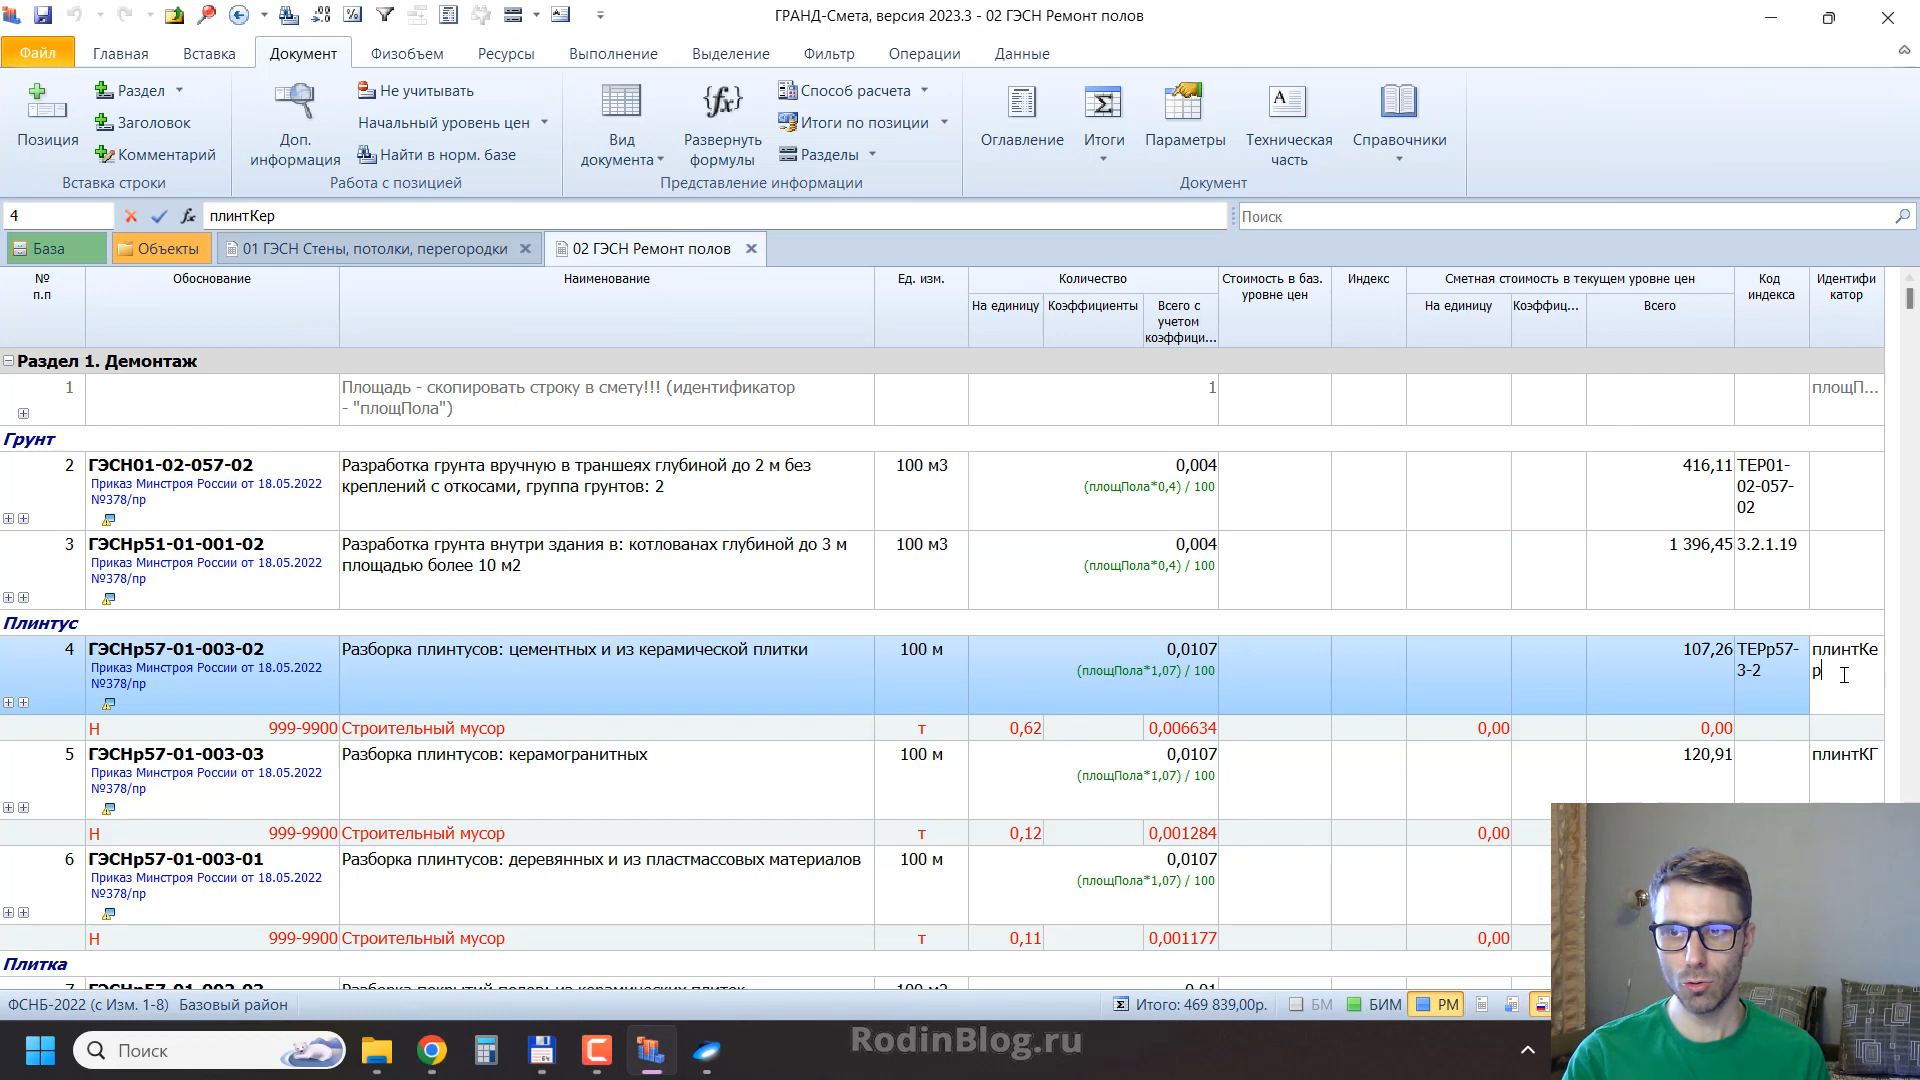 ГРАНД-Смета, версия 2023.3 - 02 ГЭСН Ремонт полов
Файл Главная Вставка Документ Физобъем Ресурсы Выполнение Выделение Фильтр Операции Данные
Позиция
Раздел
Заголовок
Комментарий
Вставка строки
Доп. информация
Не учитывать
Начальный уровень цен
Найти в норм. базе
Работа с позицией
Вид документа
Развернуть формулы
Способ расчета
Итоги по позиции
Разделы
Представление информации
Оглавление
Итоги
Параметры
Техническая часть
Справочники
Документ
4 fx плинтКер Поиск
База Объекты 01 ГЭСН Стены, потолки, перегородки 02 ГЭСН Ремонт полов
№ п.п Обоснование Наименование Ед. изм. Количество Стоимость в баз. уровне цен Индекс Сметная стоимость в текущем уровне цен Код индекса Идентифи катор
На единицу Коэффициенты Всего с учетом коэффици... На единицу Коэффиц... Всего
Раздел 1. Демонтаж
1 Площадь - скопировать строку в смету!!! (идентификатор 1 площП...
- "площПола")
Грунт
2 ГЭСН01-02-057-02 Разработка грунта вручную в траншеях глубиной до 2 м без 100 м3 0,004 416,11 ТЕР01-
Приказ Минстроя России от 18.05.2022 креплений с откосами, группа грунтов: 2 (площПола*0,4) / 100 02-057-
№378/пр 02
3 ГЭСНр51-01-001-02 Разработка грунта внутри здания в: котлованах глубиной до 3 м 100 м3 0,004 1 396,45 3.2.1.19
Приказ Минстроя России от 18.05.2022 площадью более 10 м2 (площПола*0,4) / 100
№378/пр
Плинтус
4 ГЭСНр57-01-003-02 Разборка плинтусов: цементных и из керамической плитки 100 м 0,0107 107,26 ТЕРр57- плинтКе
Приказ Минстроя России от 18.05.2022 (площПола*1,07) / 100 3-2 р
№378/пр
Н 999-9900 Строительный мусор т 0,62 0,006634 0,00 0,00
5 ГЭСНр57-01-003-03 Разборка плинтусов: керамогранитных 100 м 0,0107 120,91 плинтКГ
Приказ Минстроя России от 18.05.2022 (площПола*1,07) / 100
№378/пр
Н 999-9900 Строительный мусор т 0,12 0,001284 0,00
6 ГЭСНр57-01-003-01 Разборка плинтусов: деревянных и из пластмассовых материалов 100 м 0,0107
Приказ Минстроя России от 18.05.2022 (площПола*1,07) / 100
№378/пр
Н 999-9900 Строительный мусор т 0,11 0,001177 0,00
Плитка
ФСНБ-2022 (с Изм. 1-8) Базовый район Итого: 469 839,00р. БМ БИМ РМ
Поиск
RodinBlog.ru